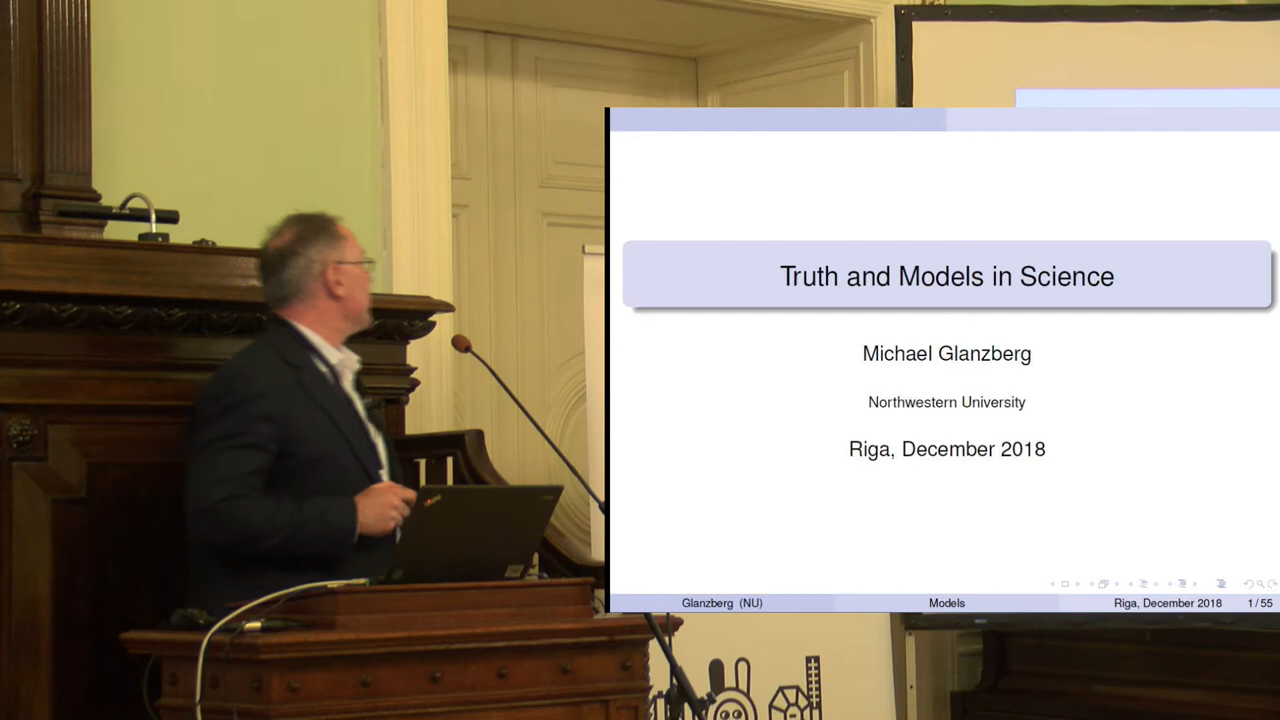 Truth and Models in Science
Michael Glanzberg
Northwestern University
Riga, December 2018
Glanzberg (NU) Models Riga, December 2018 1 / 55